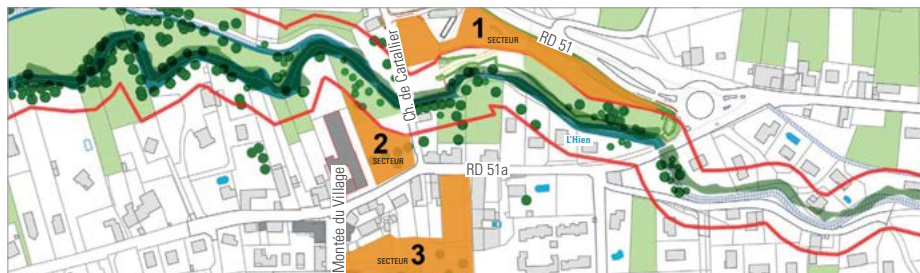 1
SECTEUR
RD 51
Ch. de Cartallier
L'Hien
2
SECTEUR
RD 51a
Montée du Village
SECTEUR 3